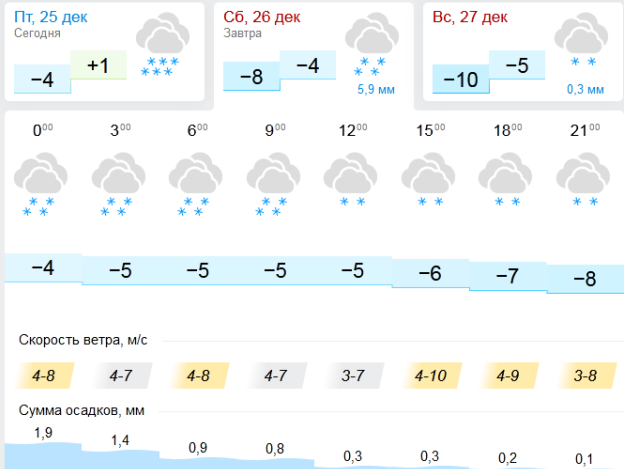 Пт, 25 дек
Сегодня
−4 +1
Сб, 26 дек
Завтра
−8 −4
5,9 мм
Вс, 27 дек
−10 −5
0,3 мм
0⁰⁰ 3⁰⁰ 6⁰⁰ 9⁰⁰ 12⁰⁰ 15⁰⁰ 18⁰⁰ 21⁰⁰
−4 −5 −5 −5 −5 −6 −7 −8
Скорость ветра, м/с
4-8 4-7 4-8 4-7 3-7 4-10 4-9 3-8
Сумма осадков, мм
1,9 1,4 0,9 0,8 0,3 0,3 0,2 0,1